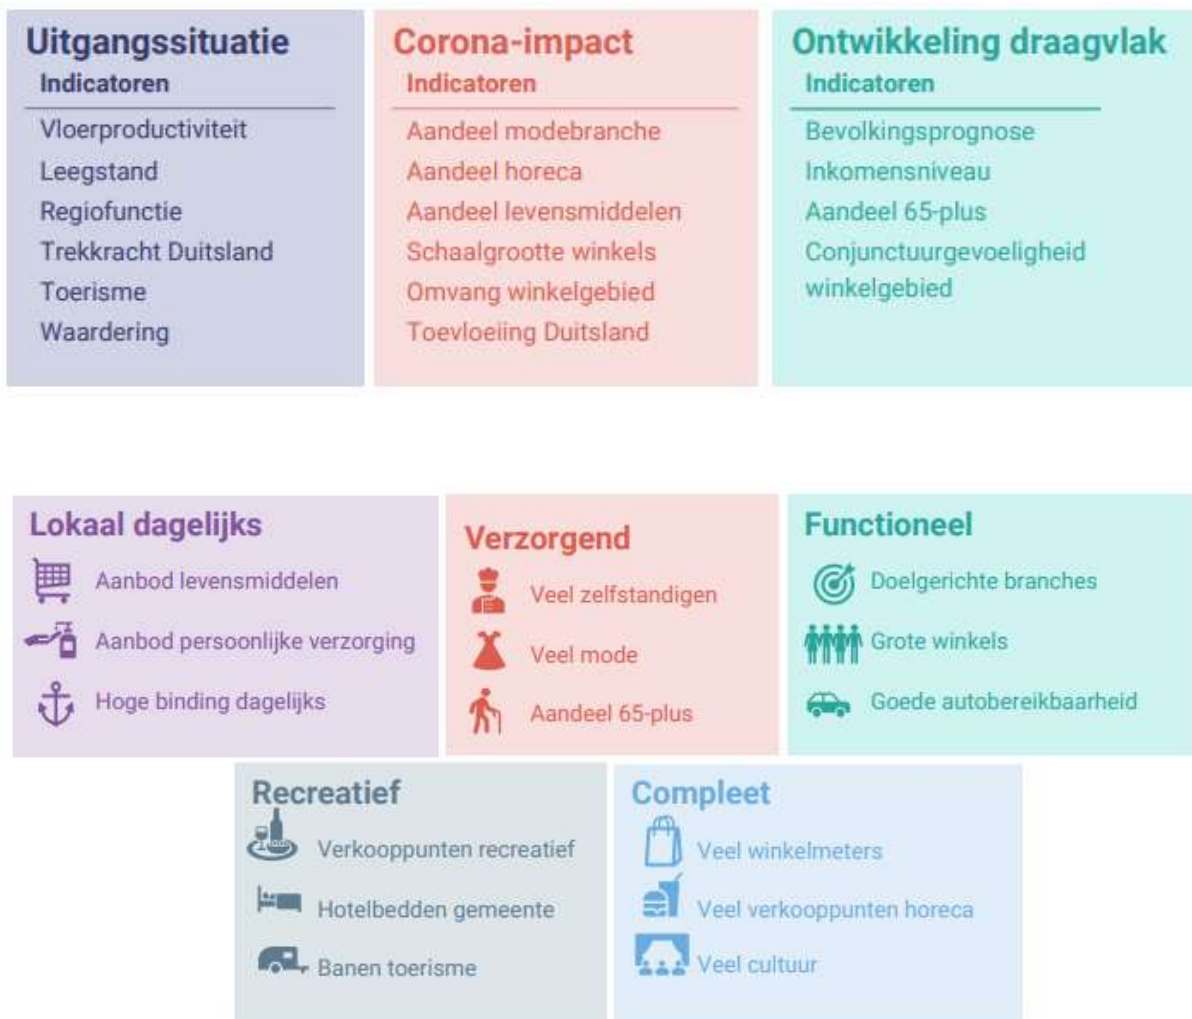 Uitgangssituatie
Indicatoren
Vloerproductiviteit
Leegstand
Regiofunctie
Trekkracht Duitsland
Toerisme
Waardering
Corona-impact
Indicatoren
Aandeel modebranche
Aandeel horeca
Aandeel levensmiddelen
Schaalgrootte winkels
Omvang winkelgebied
Toevloeiing Duitsland
Ontwikkeling draagvlak
Indicatoren
Bevolkingsprognose
Inkomensniveau
Aandeel 65-plus
Conjunctuurgevoeligheid
winkelgebied
Lokaal dagelijks
Aanbod levensmiddelen
Aanbod persoonlijke verzorging
Hoge binding dagelijks
Verzorgend
Veel zelfstandigen
Veel mode
Aandeel 65-plus
Functioneel
Doelgerichte branches
Grote winkels
Goede autobereikbaarheid
Recreatief
Verkooppunten recreatief
Hotelbedden gemeente
Banen toerisme
Compleet
Veel winkelmeters
Veel verkooppunten horeca
Veel cultuur